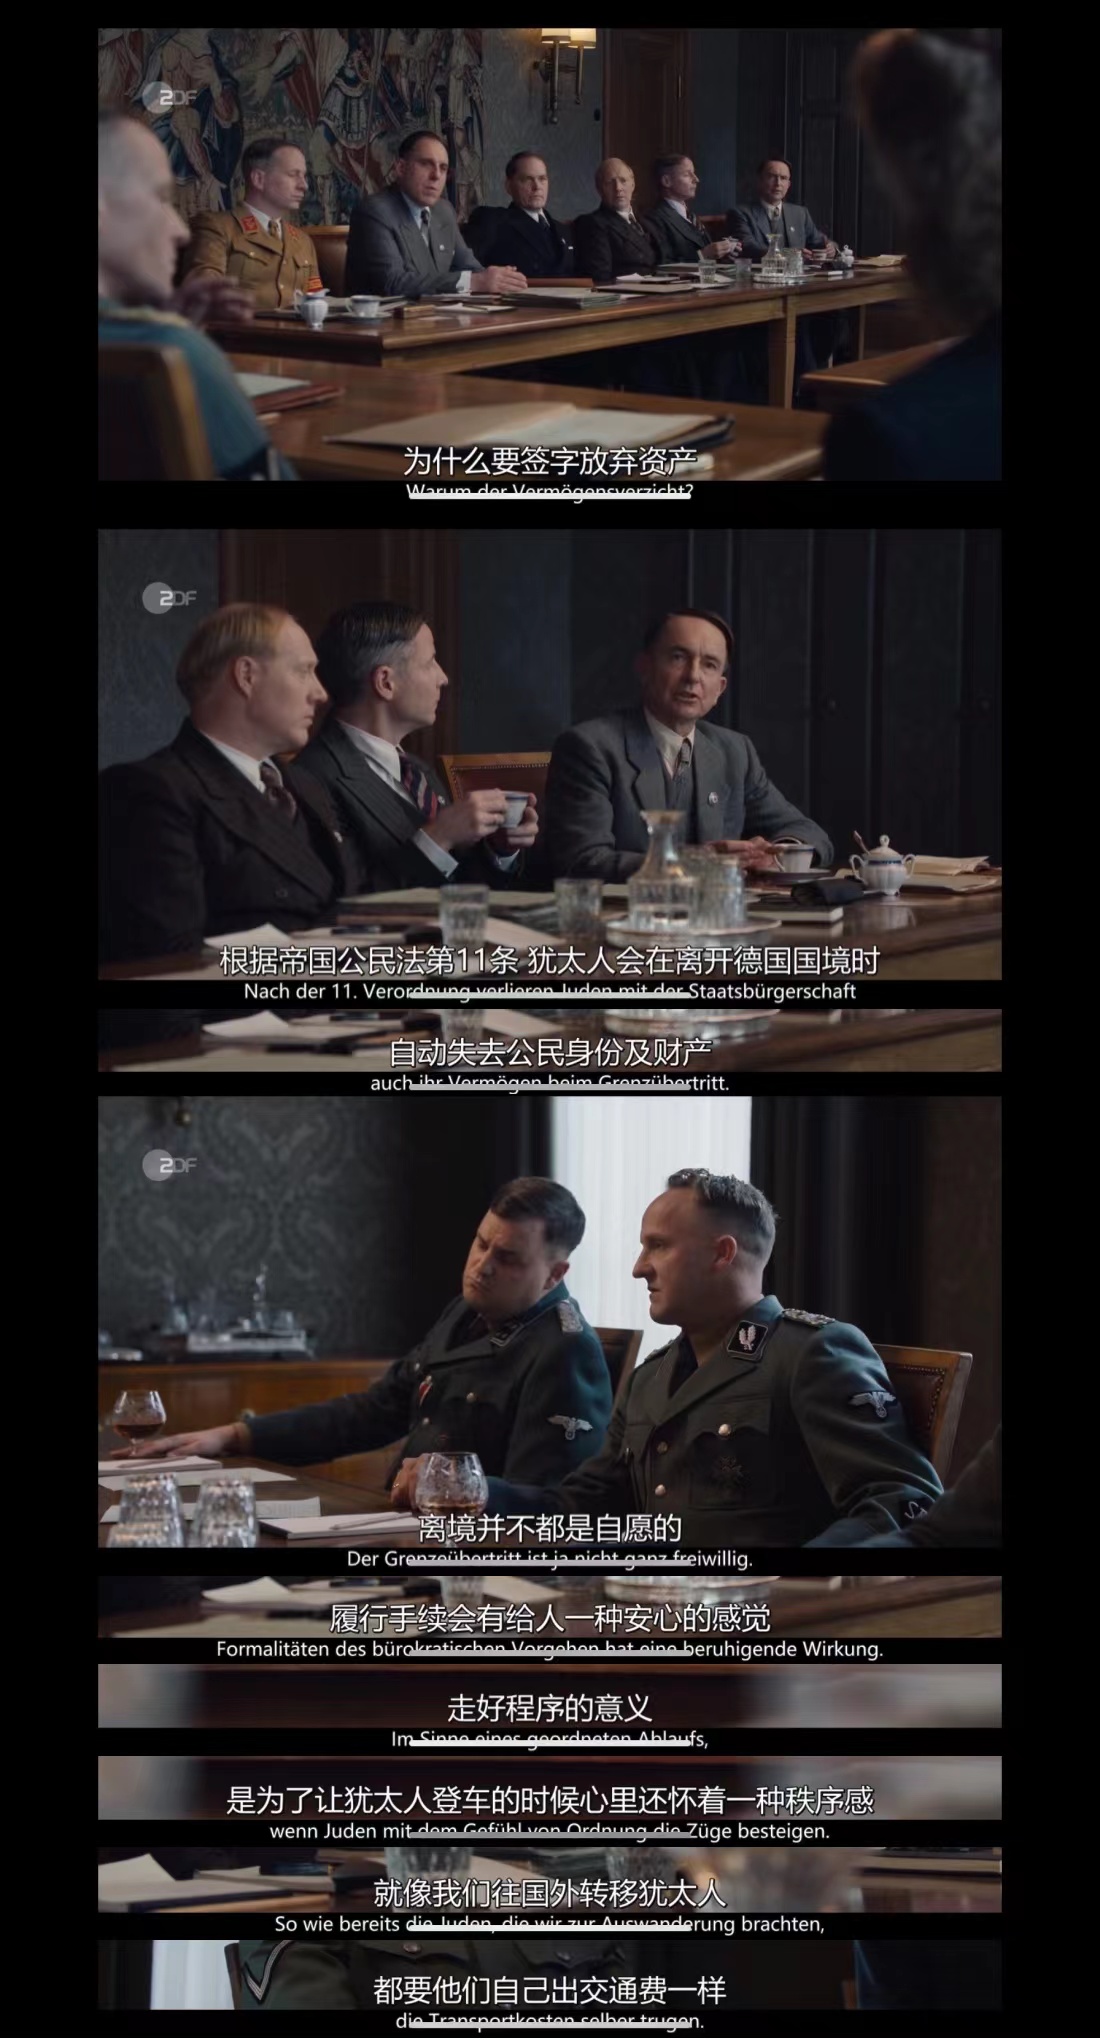 ZDF
为什么要签字放弃资产
Warum der Vermögensverzicht?
ZDF
根据帝国公民法第11条 犹太人会在离开德国国境时
Nach der 11. Verordnung verlieren Juden mit der Staatsbürgerschaft
自动失去公民身份及财产
auch ihr Vermögen beim Grenzübertritt.
ZDF
离境并不都是自愿的
Der Grenzeübertritt ist ja nicht ganz freiwillig.
履行手续会有给人一种安心的感觉
Formalitäten des bürokratischen Vorgehen hat eine beruhigende Wirkung.
走好程序的意义
Im Sinne eines geordneten Ablaufs,
是为了让犹太人登车的时候心里还怀着一种秩序感
wenn Juden mit dem Gefühl von Ordnung die Züge besteigen.
就像我们往国外转移犹太人
So wie bereits die Juden, die wir zur Auswanderung brachten,
都要他们自己出交通费一样
die Transportkosten selber trugen.